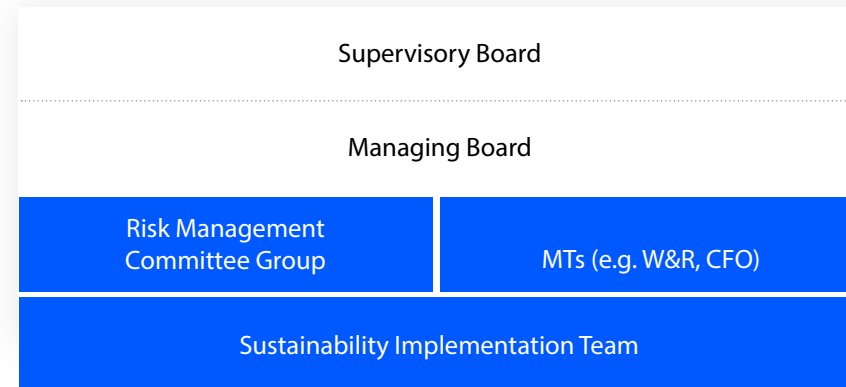 Supervisory Board
Managing Board
Risk Management
Committee Group
MTs (e.g. W&R, CFO)
Sustainability Implementation Team